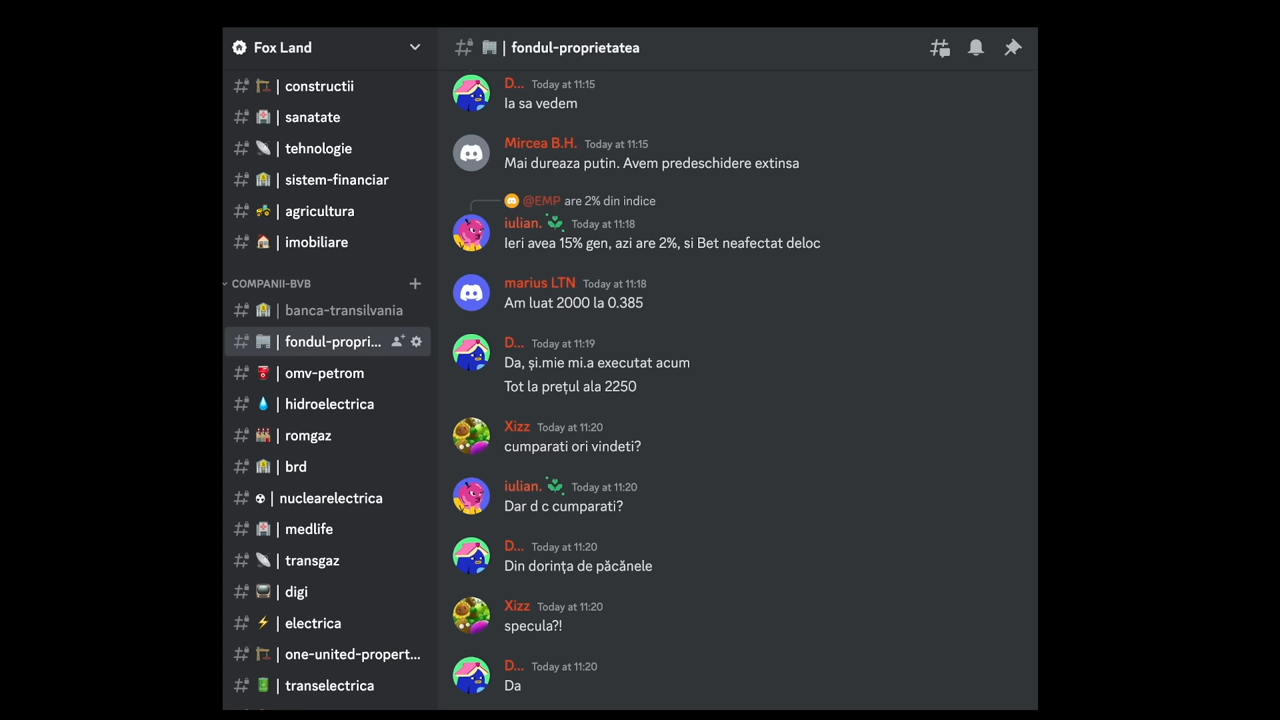 Fox Land
| constructii
| sanatate
| tehnologie
| sistem-financiar
| agricultura
| imobiliare
COMPANII-BVB
| banca-transilvania
| fondul-propri...
| omv-petrom
| hidroelectrica
| romgaz
| brd
| nuclearelectrica
| medlife
| transgaz
| digi
| electrica
| one-united-propert...
| transelectrica
| fondul-proprietatea
D... Today at 11:15
Ia sa vedem
Mircea B.H. Today at 11:15
Mai dureaza putin. Avem predeschidere extinsa
@EMP are 2% din indice
iulian. Today at 11:18
Ieri avea 15% gen, azi are 2%, si Bet neafectat deloc
marius LTN Today at 11:18
Am luat 2000 la 0.385
D... Today at 11:19
Da, și.mie mi.a executat acum
Tot la prețul ala 2250
Xizz Today at 11:20
cumparati ori vindeti?
iulian. Today at 11:20
Dar d c cumparati?
D... Today at 11:20
Din dorința de păcănele
Xizz Today at 11:20
specula?!
D... Today at 11:20
Da